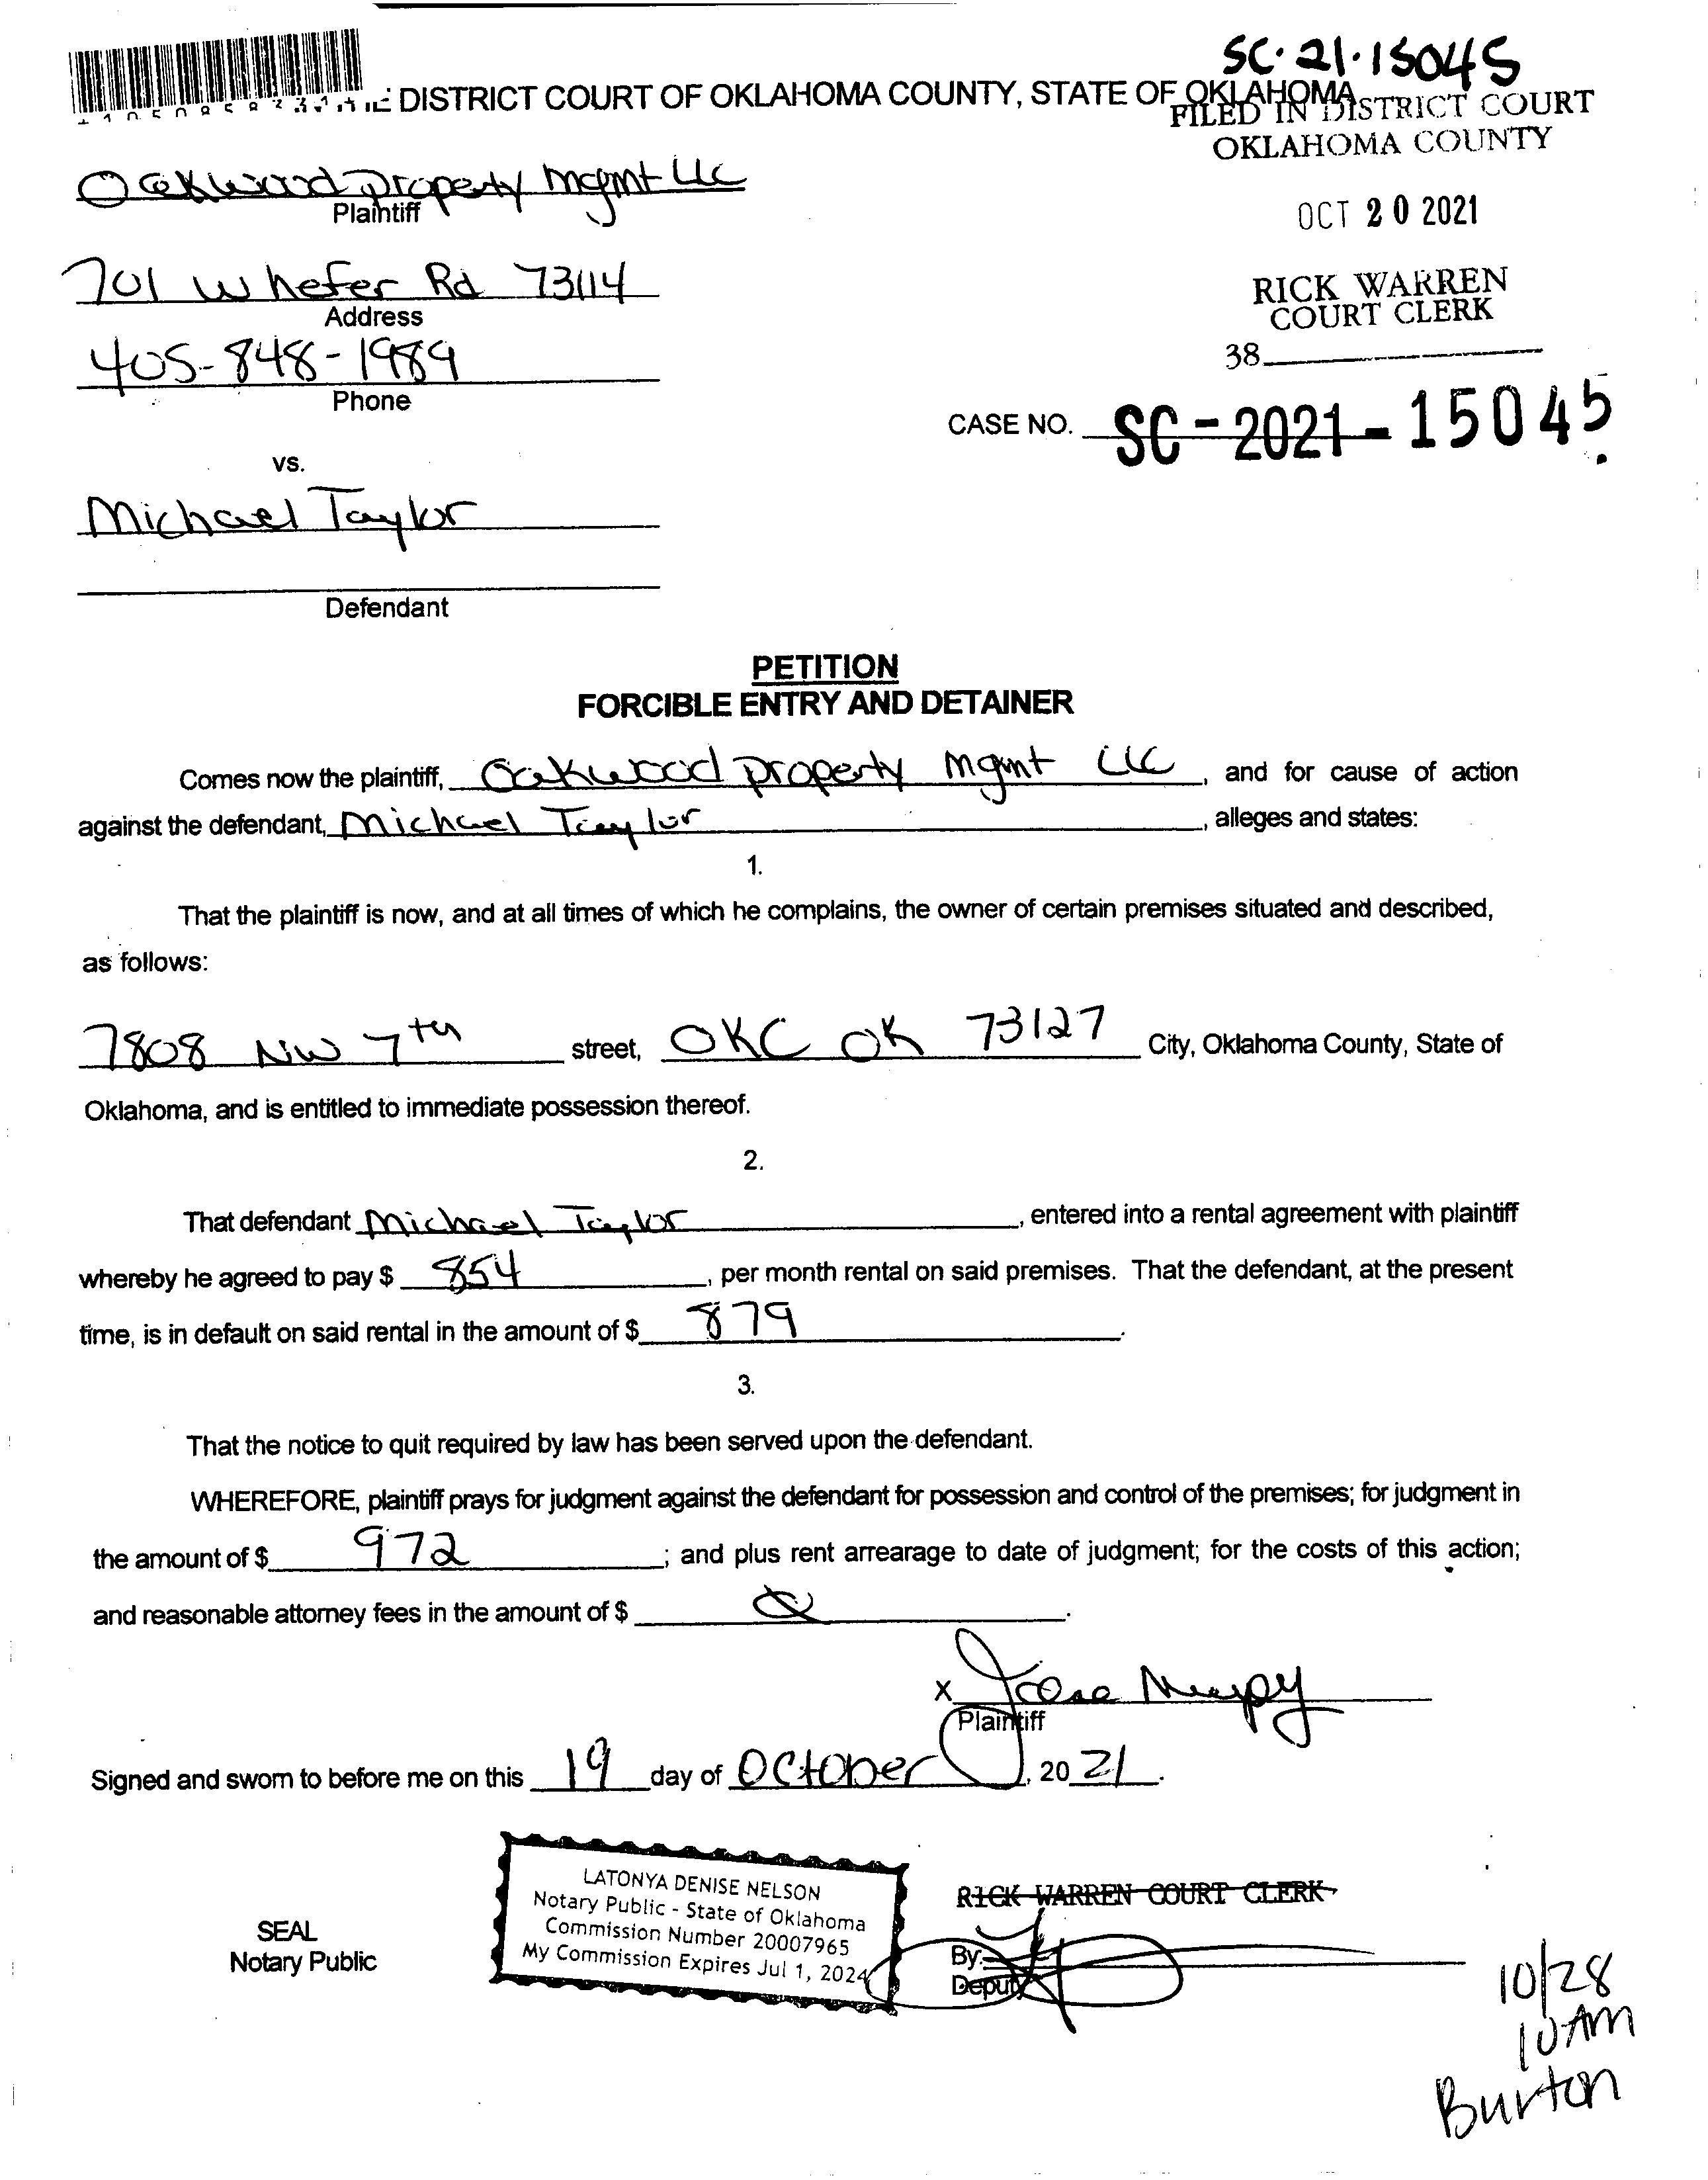 SC·21·15045
DISTRICT COURT OF OKLAHOMA COUNTY, STATE OF OKLAHOMA
FILED IN DISTRICT COURT
OKLAHOMA COUNTY
Oakwood property mgmt LLC
Plaintiff
OCT 20 2021
701 W hefer Rd 73114
Address
RICK WARREN
COURT CLERK
405-848-1989
Phone
38
CASE NO. SC-2021-15045
vs.
Michael Taylor
Defendant
PETITION
FORCIBLE ENTRY AND DETAINER
Comes now the plaintiff, Oakwood property mgmt LLC, and for cause of action
against the defendant, Michael Taylor, alleges and states:
1.
That the plaintiff is now, and at all times of which he complains, the owner of certain premises situated and described,
as follows:
7808 NW 7th street, OKC OK 73127 City, Oklahoma County, State of
Oklahoma, and is entitled to immediate possession thereof.
2.
That defendant Michael Taylor, entered into a rental agreement with plaintiff
whereby he agreed to pay $ 854, per month rental on said premises. That the defendant, at the present
time, is in default on said rental in the amount of $ 879.
3.
That the notice to quit required by law has been served upon the defendant.
WHEREFORE, plaintiff prays for judgment against the defendant for possession and control of the premises; for judgment in
the amount of $ 972; and plus rent arrearage to date of judgment; for the costs of this action;
and reasonable attorney fees in the amount of $
X
Plaintiff
Signed and sworn to before me on this 19 day of October, 20 21.
LATONYA DENISE NELSON
Notary Public - State of Oklahoma
Commission Number 20007965
My Commission Expires Jul 1, 2024
SEAL
Notary Public
RICK WARREN COURT CLERK
By:
Deputy
10/28
10 AM
Burton